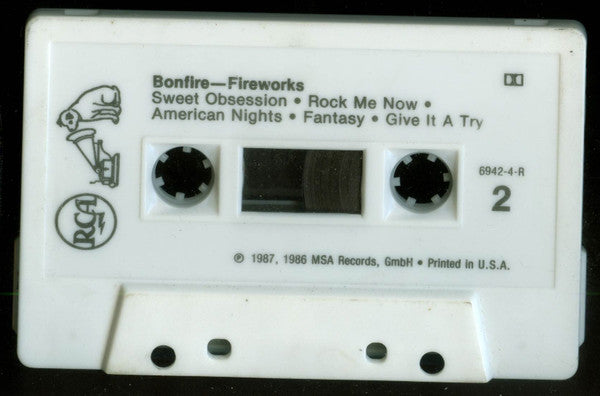 Bonfire—Fireworks
Sweet Obsession • Rock Me Now •
American Nights • Fantasy • Give It A Try
6942-4-R
2
RCA
℗ 1987, 1986 MSA Records, GmbH • Printed in U.S.A.